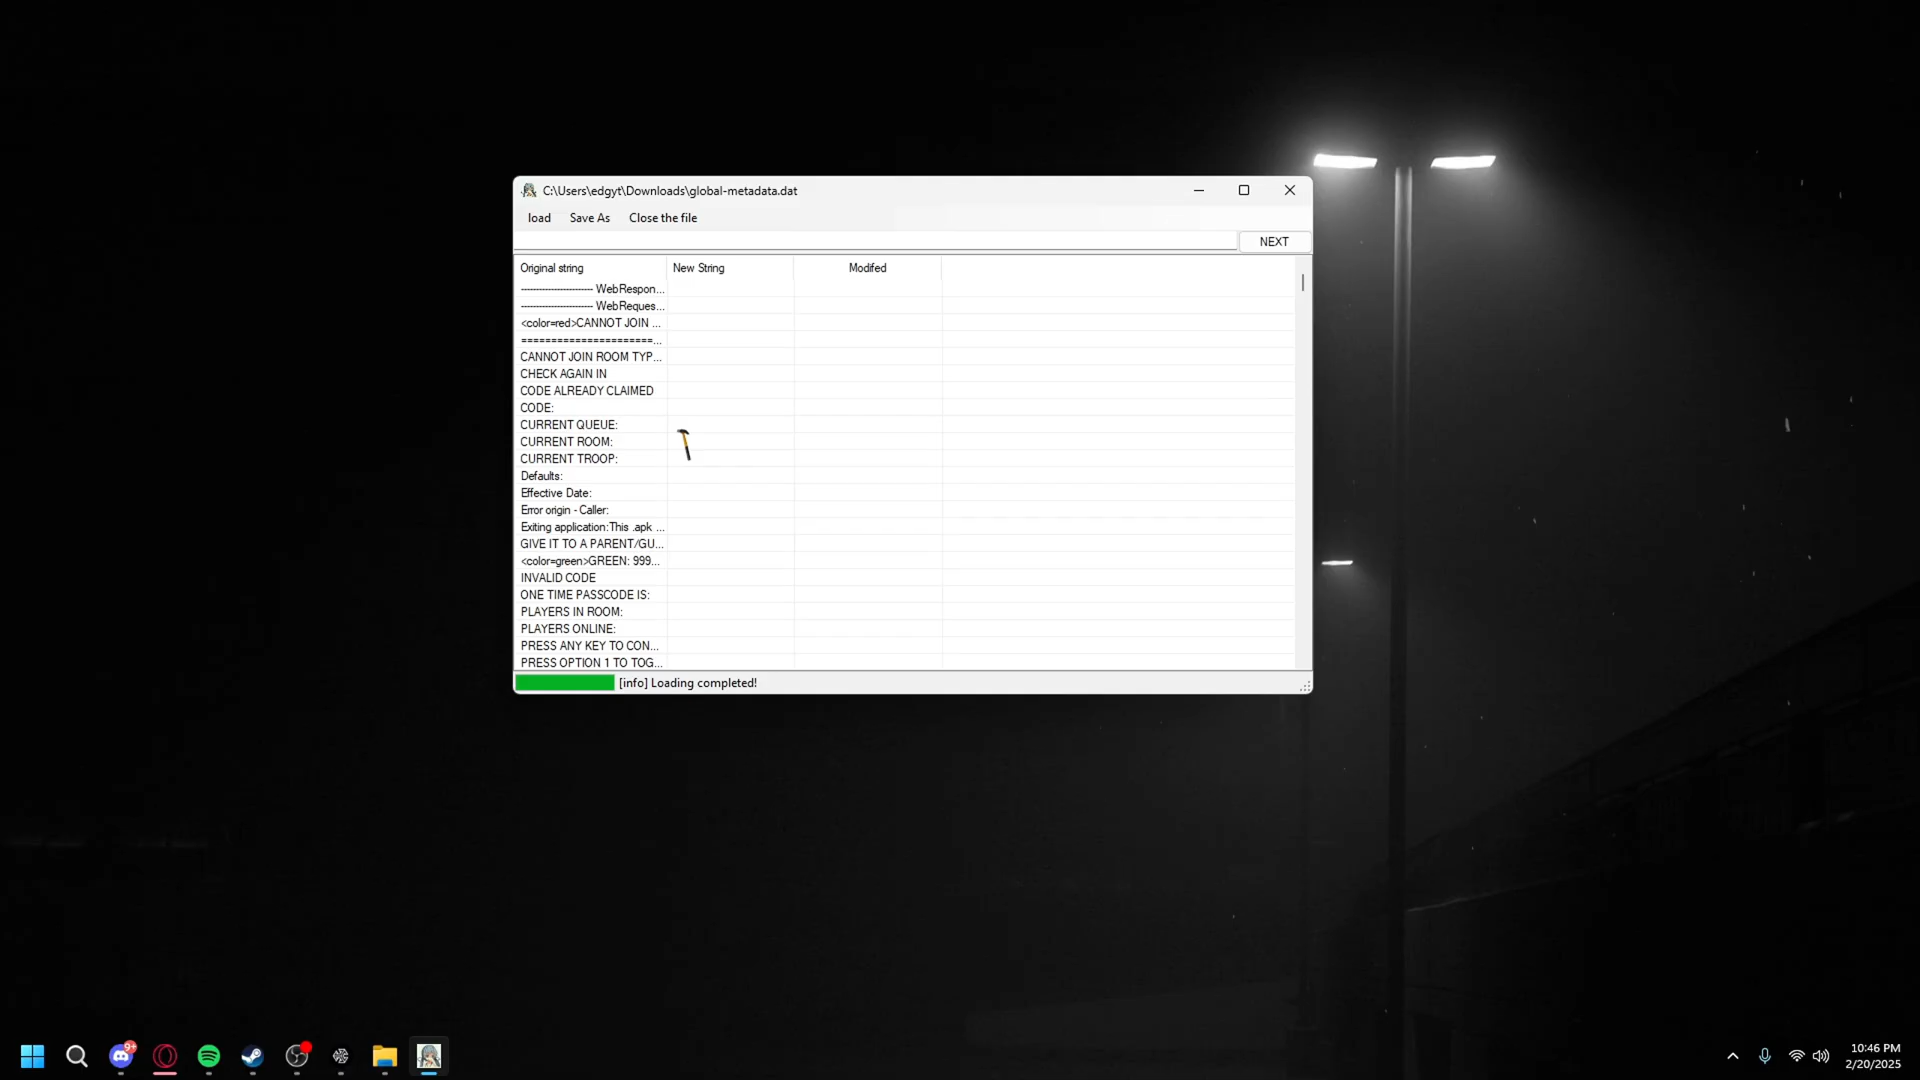 C:\Users\edgyt\Downloads\global-metadata.dat
load Save As Close the file
NEXT
Original string New String Modifed
------------------------ WebRespon...
------------------------ WebReques...
<color=red>CANNOT JOIN ...
======================...
CANNOT JOIN ROOM TYP...
CHECK AGAIN IN
CODE ALREADY CLAIMED
CODE:
CURRENT QUEUE:
CURRENT ROOM:
CURRENT TROOP:
Defaults:
Effective Date:
Error origin - Caller:
Exiting application:This .apk ...
GIVE IT TO A PARENT/GU...
<color=green>GREEN: 999...
INVALID CODE
ONE TIME PASSCODE IS:
PLAYERS IN ROOM:
PLAYERS ONLINE:
PRESS ANY KEY TO CON...
PRESS OPTION 1 TO TOG...
[info] Loading completed!
9+
10:46 PM
2/20/2025